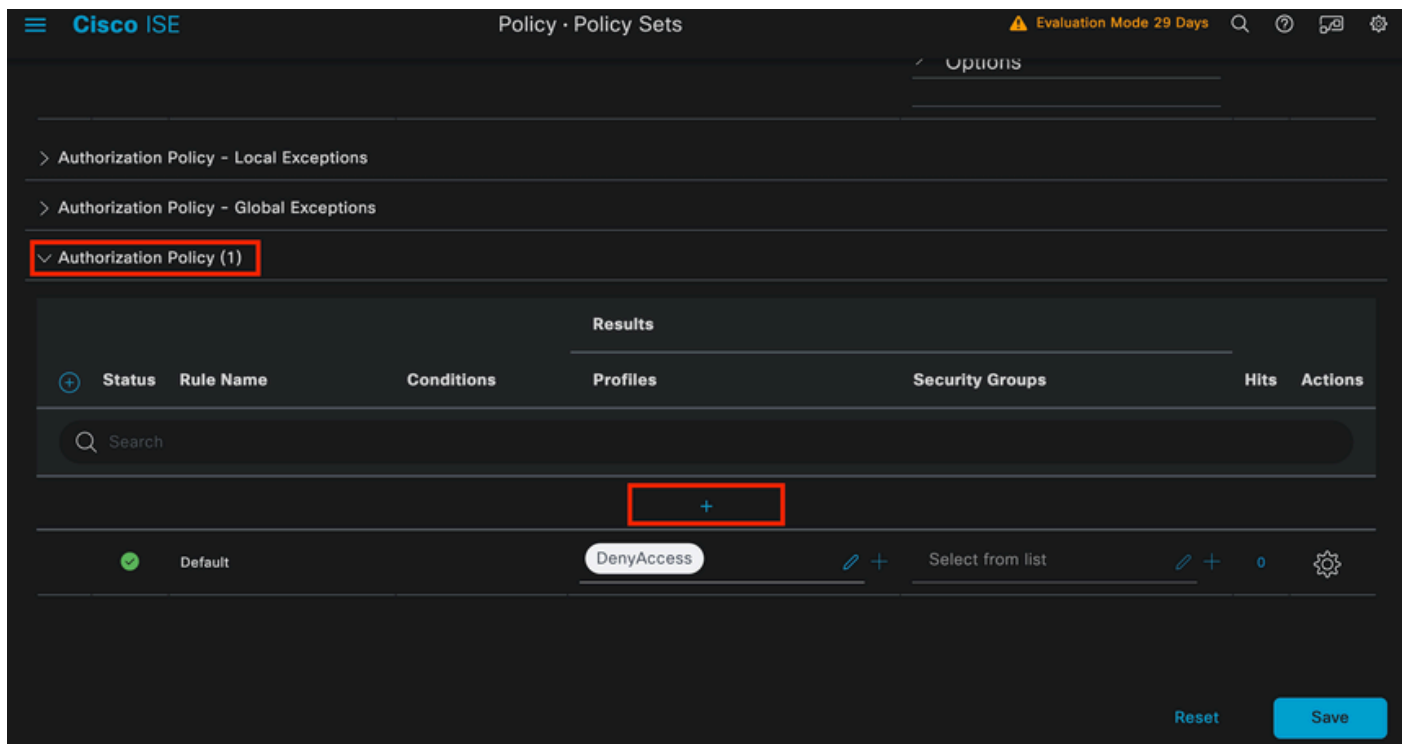 Cisco ISE Policy · Policy Sets Evaluation Mode 29 Days
Options
Authorization Policy - Local Exceptions
Authorization Policy - Global Exceptions
Authorization Policy (1)
Results
+ Status Rule Name Conditions Profiles Security Groups Hits Actions
Search
+
Default DenyAccess + Select from list + 0
Reset Save